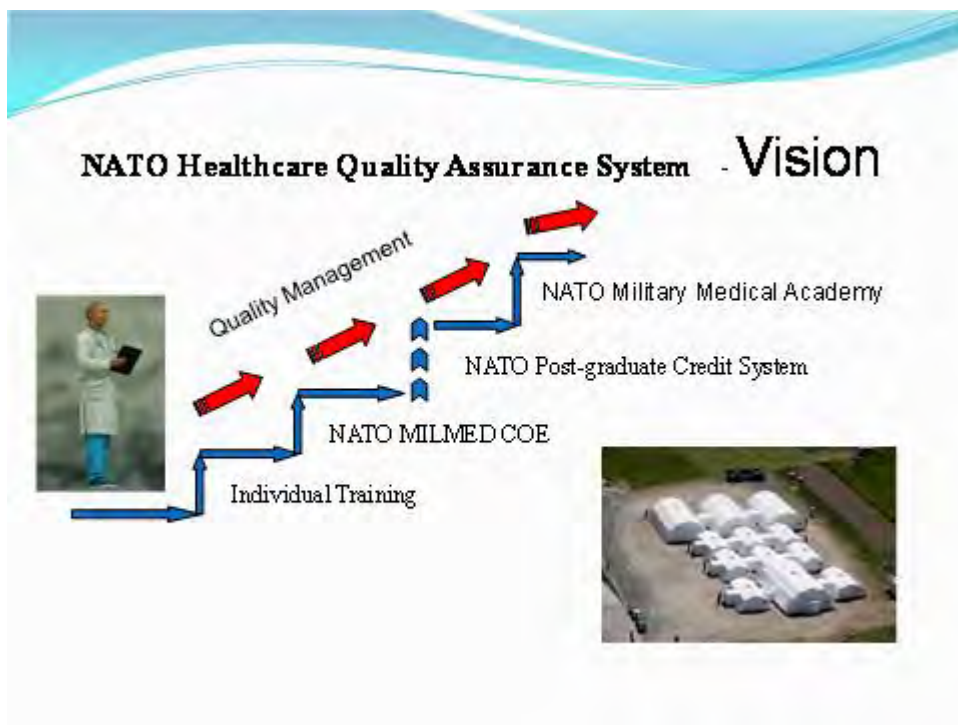 NATO Healthcare Quality Assurance System - Vision
Quality Management
NATO Military Medical Academy
NATO Post-graduate Credit System
NATO MILMED COE
Individual Training